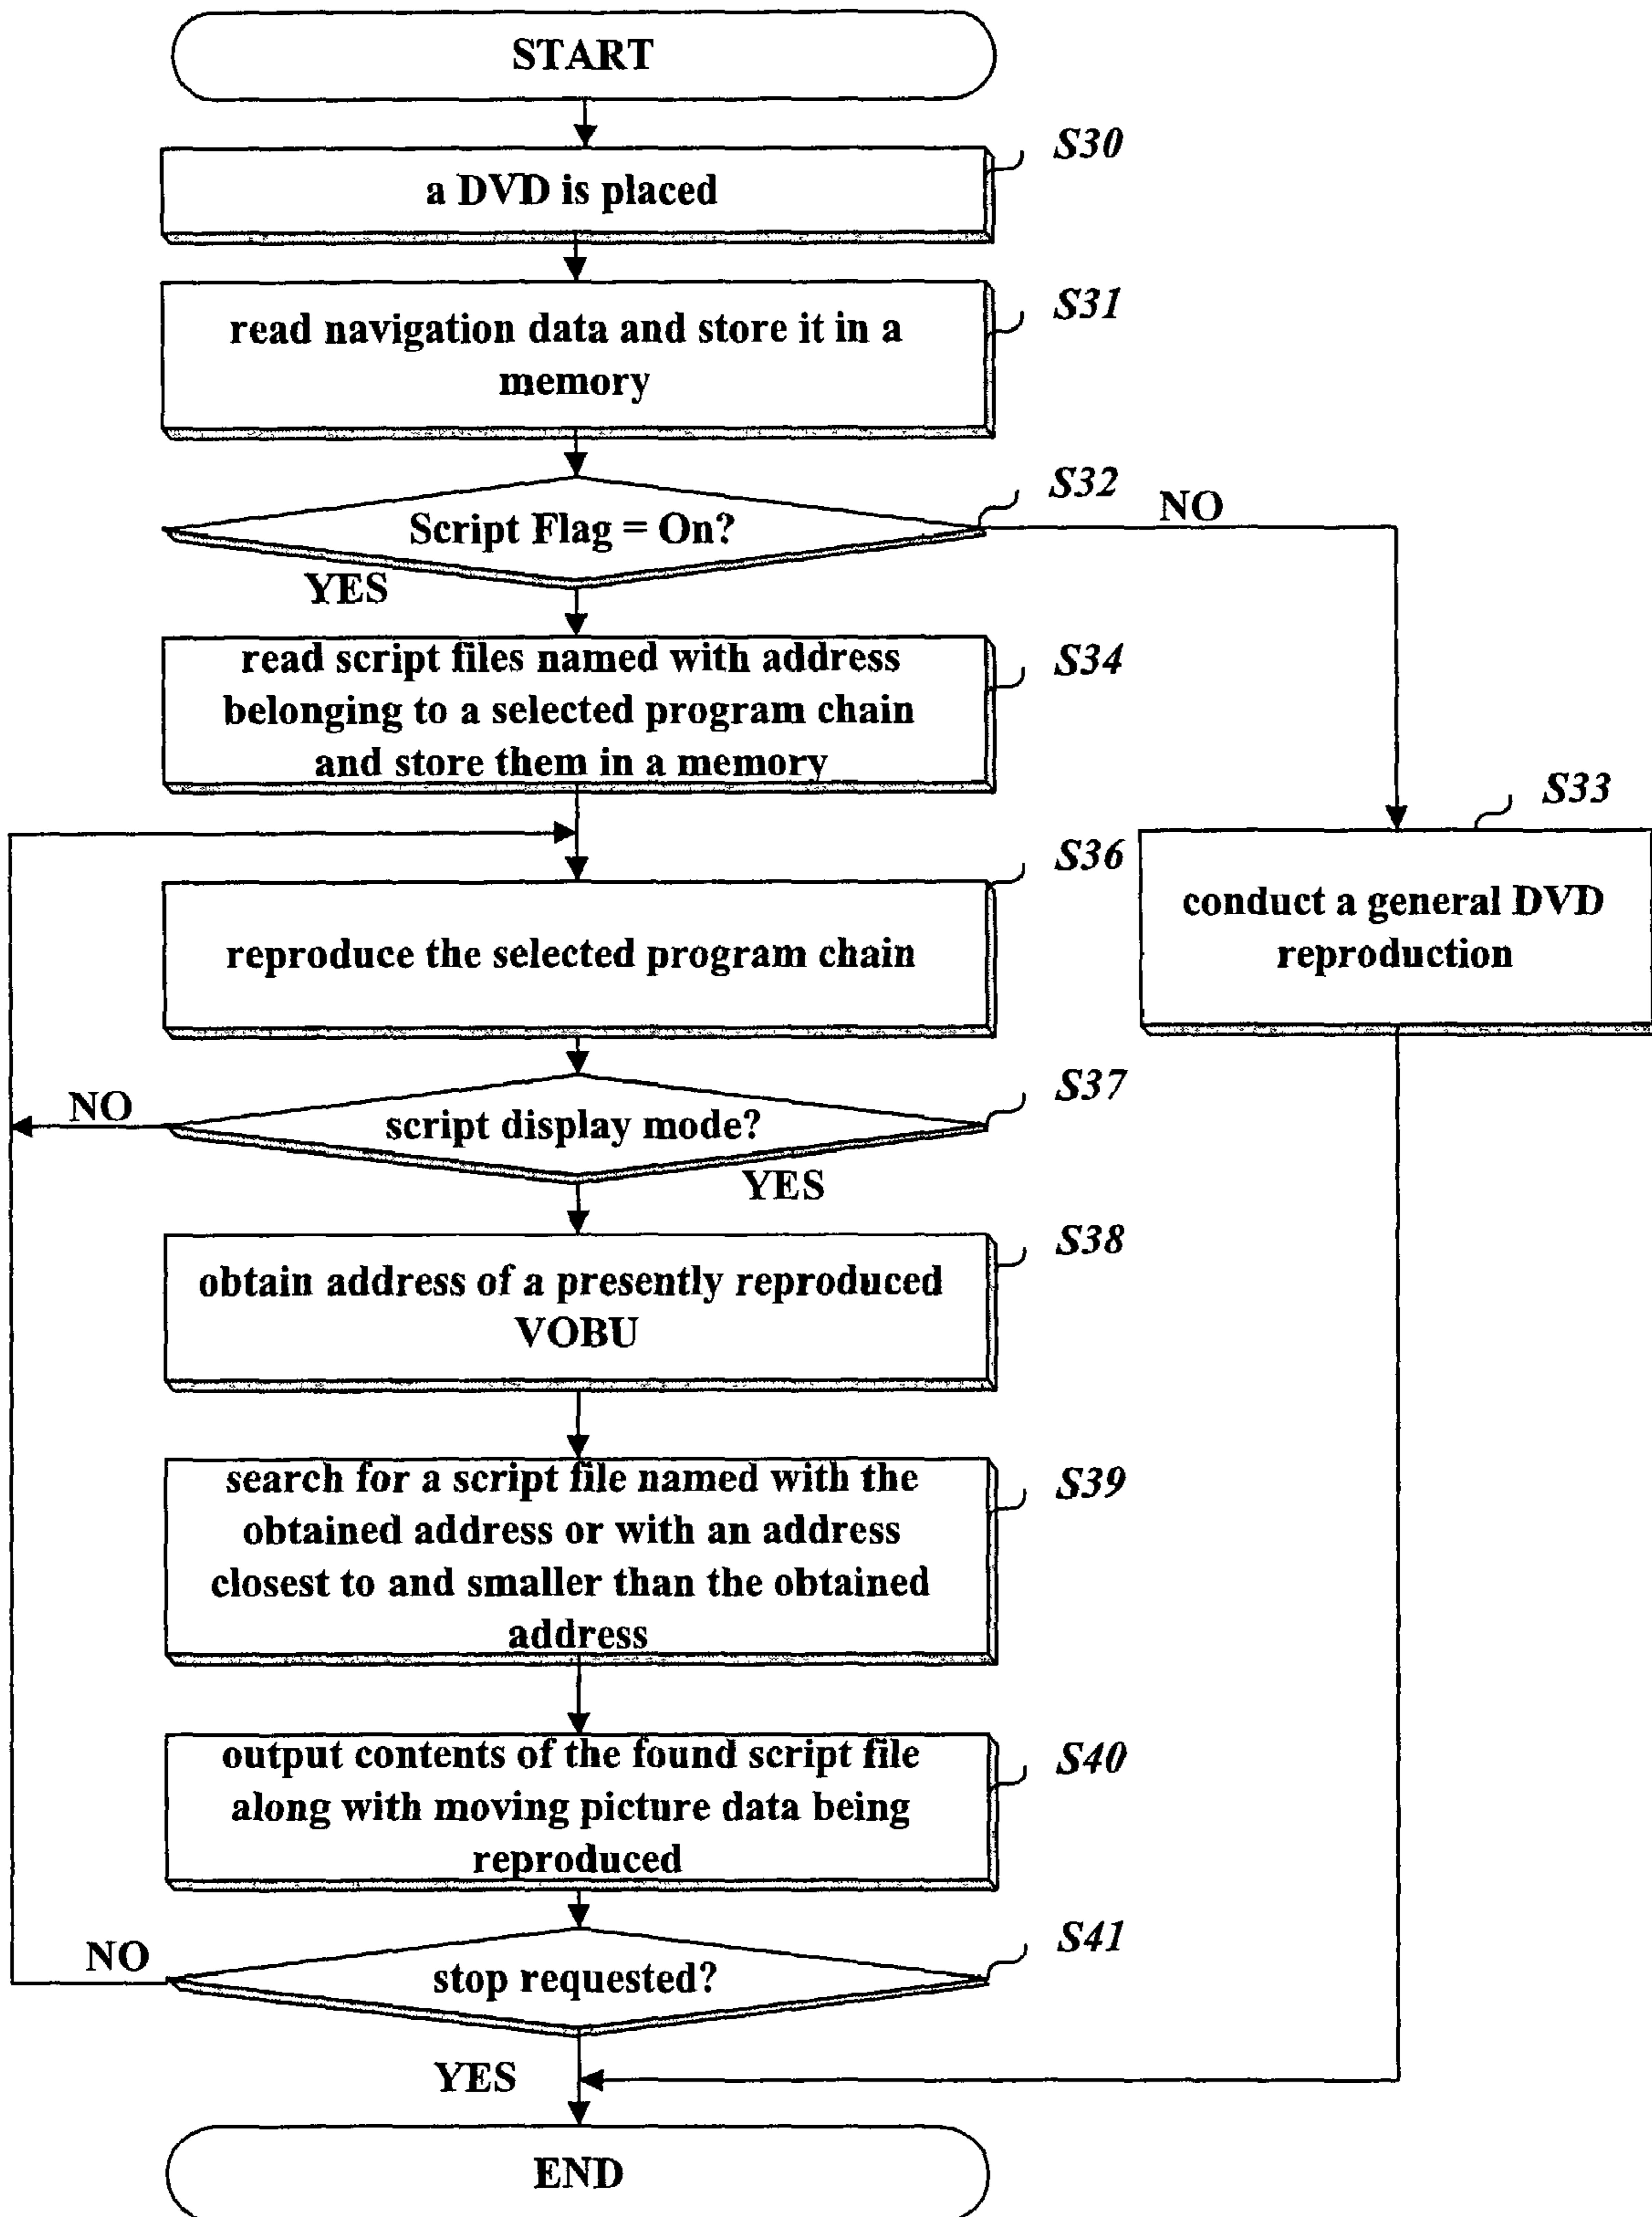 START
S30
a DVD is placed
S31
read navigation data and store it in a
memory
S32
NO
Script Flag = On?
YES
S34
read script files named with address
belonging to a selected program chain
and store them in a memory
S33
conduct a general DVD
reproduction
S36
reproduce the selected program chain
S37
NO
script display mode?
YES
S38
obtain address of a presently reproduced
VOBU
S39
search for a script file named with the
obtained address or with an address
closest to and smaller than the obtained
address
S40
output contents of the found script file
along with moving picture data being
reproduced
S41
NO
stop requested?
YES
END